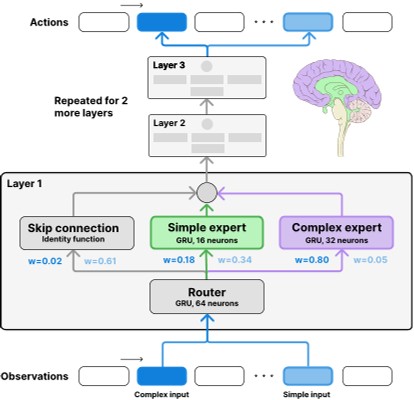 Actions
Layer 3
Repeated for 2
more layers
Layer 2
Layer 1
Skip connection
Identity function
Simple expert
GRU, 16 neurons
Complex expert
GRU, 32 neurons
w=0.02 w=0.61 w=0.18 w=0.34 w=0.80 w=0.05
Router
GRU, 64 neurons
Observations
Complex input Simple input